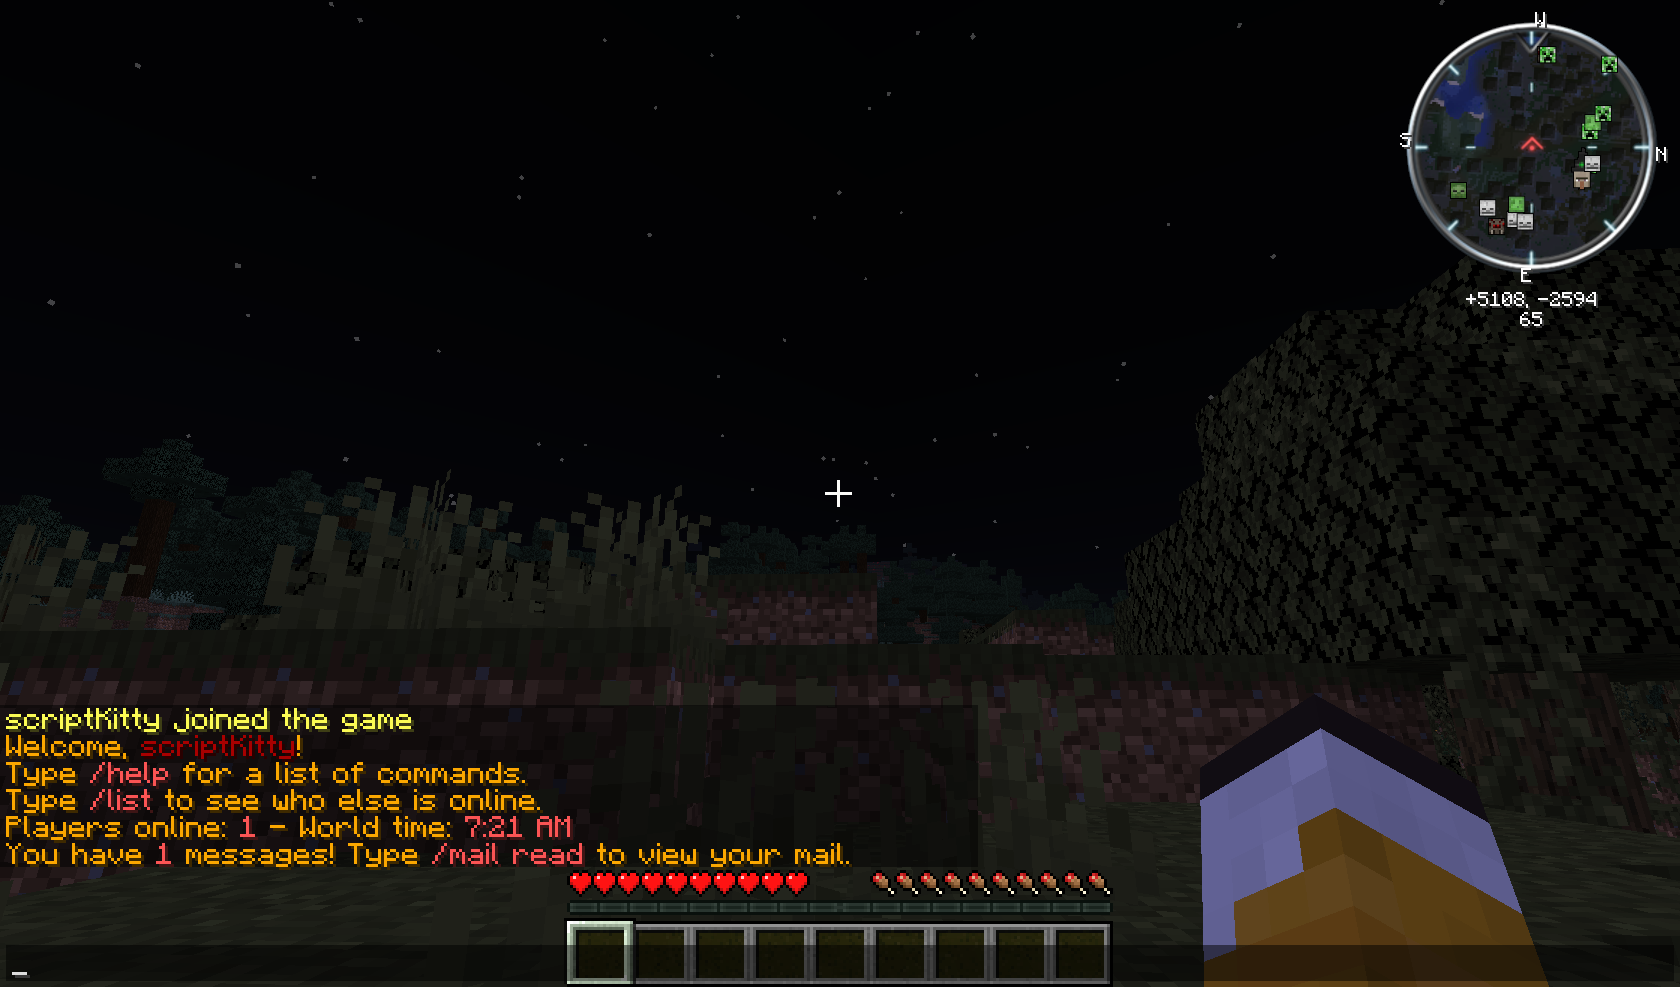 W
S
N
E
+5108, -2594
65
scriptKitty joined the game
Welcome, scriptKitty!
Type /help for a list of commands.
Type /list to see who else is online.
Players online: 1 - World time: 7:21 AM
You have 1 messages! Type /mail read to view your mail.
_